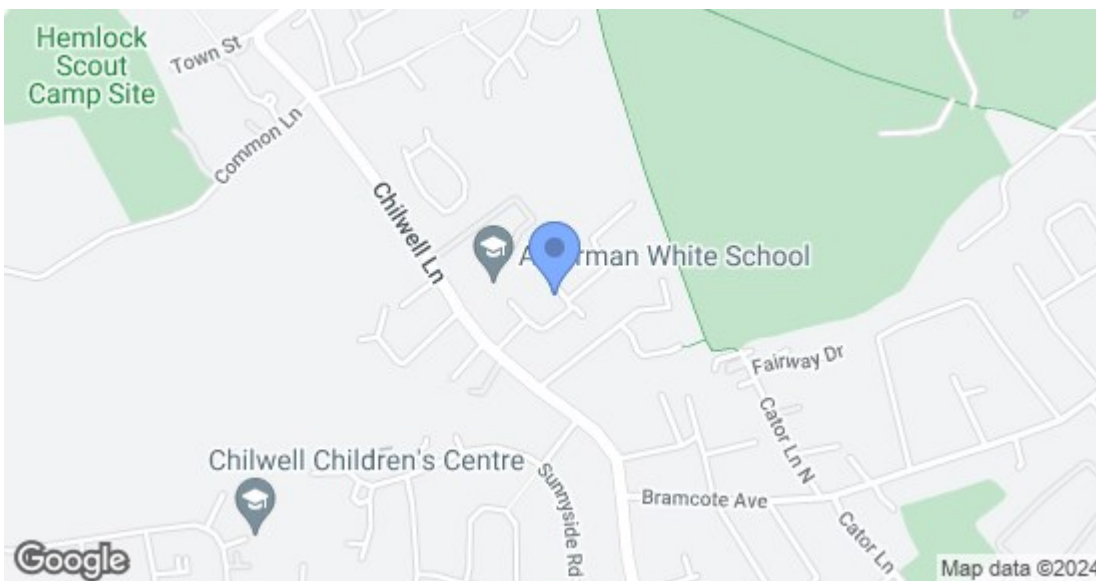 Hemlock
Scout
Camp Site
Town St
Common Ln
Chilwell Ln
White School
Fairway Dr
Cator Ln N
Chilwell Children's Centre
Sunnyside Rd
Bramcote Ave
Cator Ln
Google
Map data ©2024